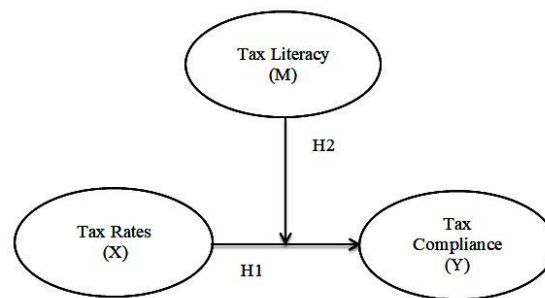 Tax Literacy
(M)
H2
Tax Rates
(X)
H1
Tax
Compliance
(Y)